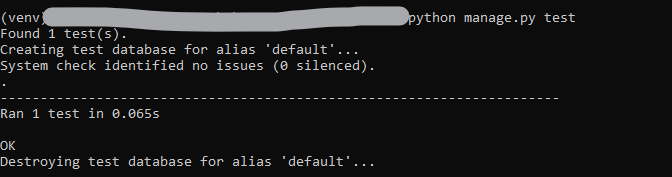 (venv) python manage.py test
Found 1 test(s).
Creating test database for alias 'default'...
System check identified no issues (0 silenced).
.
----------------------------------------------------------------------
Ran 1 test in 0.065s
OK
Destroying test database for alias 'default'...